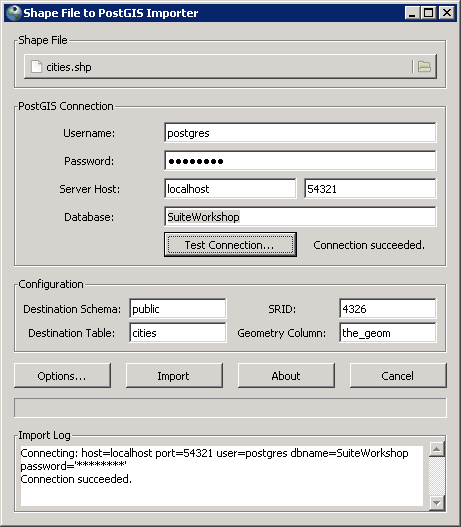 Shape File to PostGIS Importer
Shape File
cities.shp
PostGIS Connection
Username: postgres
Password: ●●●●●●●●
Server Host: localhost 54321
Database: SuiteWorkshop
Test Connection... Connection succeeded.
Configuration
Destination Schema: public SRID: 4326
Destination Table: cities Geometry Column: the_geom
Options... Import About Cancel
Import Log
Connecting: host=localhost port=54321 user=postgres dbname=SuiteWorkshop
password='********'
Connection succeeded.